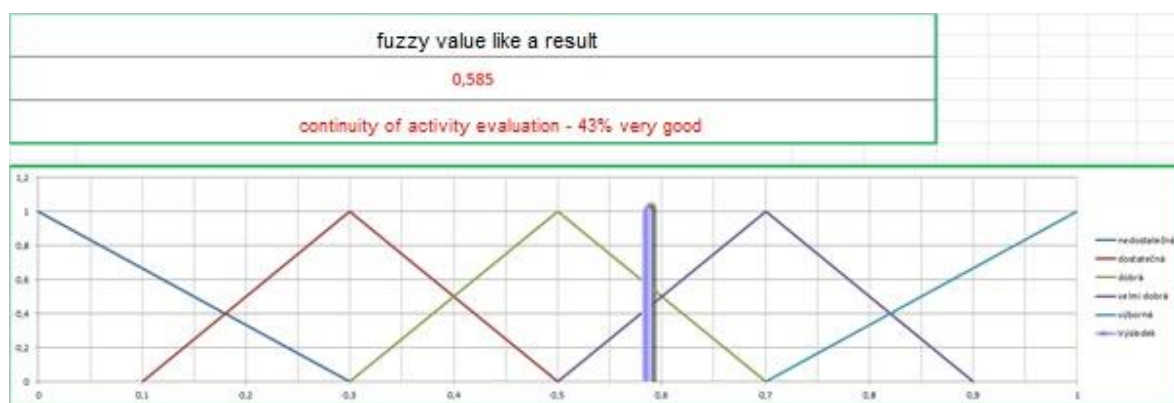 fuzzy value like a result
0,585
continuity of activity evaluation - 43% very good
1,2
1
0,8
0,6
0,4
0,2
0
0 0,1 0,2 0,3 0,4 0,5 0,6 0,7 0,8 0,9 1
nedostatečná
dostatečná
dobrá
velmi dobrá
výborná
Výsledek